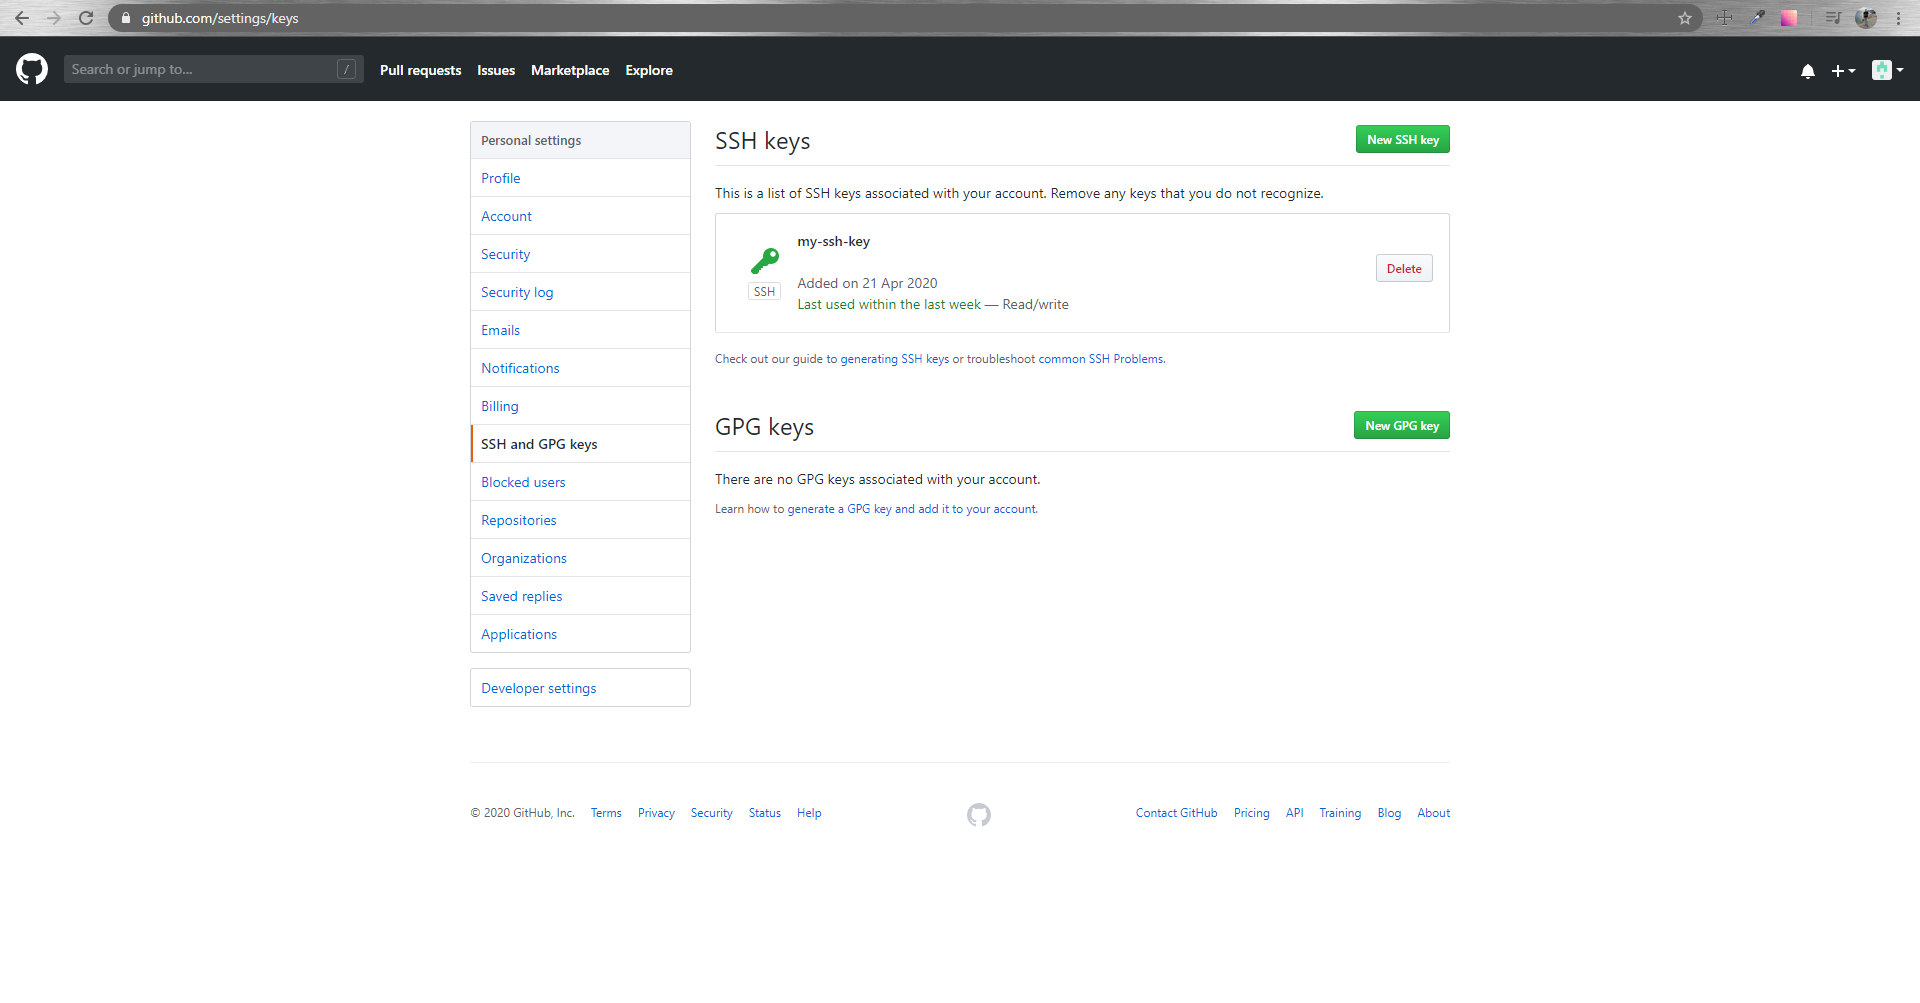 github.com/settings/keys
Search or jump to... /
Pull requests Issues Marketplace Explore
Personal settings
Profile
Account
Security
Security log
Emails
Notifications
Billing
SSH and GPG keys
Blocked users
Repositories
Organizations
Saved replies
Applications
Developer settings
SSH keys
New SSH key
This is a list of SSH keys associated with your account. Remove any keys that you do not recognize.
my-ssh-key
SSH
Added on 21 Apr 2020
Last used within the last week — Read/write
Delete
Check out our guide to generating SSH keys or troubleshoot common SSH Problems.
GPG keys
New GPG key
There are no GPG keys associated with your account.
Learn how to generate a GPG key and add it to your account.
© 2020 GitHub, Inc. Terms Privacy Security Status Help
Contact GitHub Pricing API Training Blog About